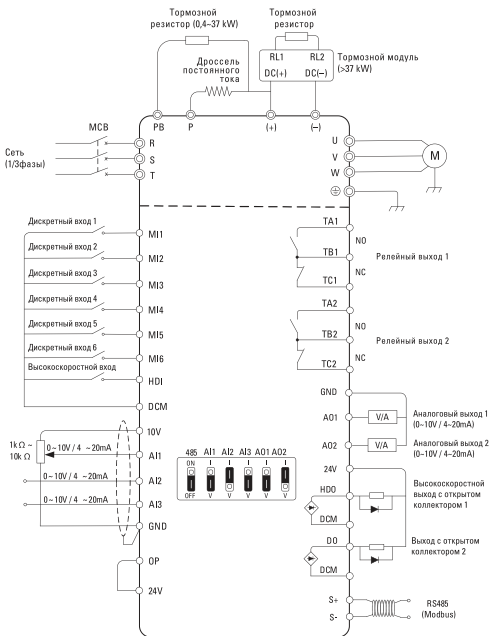 Тормозной
резистор (0,4–37 kW)
Тормозной
резистор
RL1 RL2
DC(+) DC(–)
Тормозной модуль
(>37 kW)
Дроссель
постоянного
тока
PB P (+) (–)
MCB
Сеть
(1/3фазы)
R
S
T
U
V
W
M
Дискретный вход 1
MI1
Дискретный вход 2
MI2
Дискретный вход 3
MI3
Дискретный вход 4
MI4
Дискретный вход 5
MI5
Дискретный вход 6
MI6
Высокоскоростной вход
HDI
DCM
TA1
NO
TB1
Релейный выход 1
NC
TC1
TA2
NO
TB2
Релейный выход 2
NC
TC2
GND
AO1
V/A
Аналоговый выход 1
(0~10V/4~20mA)
AO2
V/A
Аналоговый выход 2
(0~10V/4~20mA)
10V
1k Ω ~
10k Ω
0~10V / 4 ~20mA
AI1
0~10V / 4 ~20mA
AI2
0~10V / 4 ~20mA
AI3
GND
OP
24V
485 AI1 AI2 AI3 AO1 AO2
ON I I I I I
OFF V V V V V
24V
HDO
Высокоскоростной
выход с открытом
коллектором 1
DCM
DO
Выход с открытом
коллектором 2
DCM
S+
S-
RS485
(Modbus)